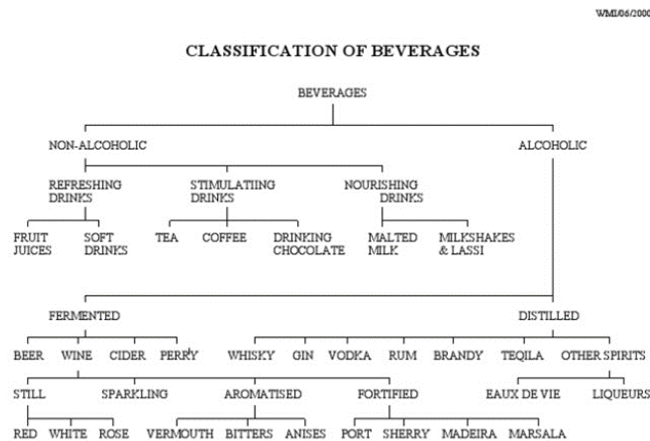 WMI/06/2000
CLASSIFICATION OF BEVERAGES
BEVERAGES
NON-ALCOHOLIC ALCOHOLIC
REFRESHING STIMULATIING NOURISHING
DRINKS DRINKS DRINKS
FRUIT SOFT TEA COFFEE DRINKING MALTED MILKSHAKES
JUICES DRINKS CHOCOLATE MILK & LASSI
FERMENTED DISTILLED
BEER WINE CIDER PERRY WHISKY GIN VODKA RUM BRANDY TEQILA OTHER SPIRITS
STILL SPARKLING AROMATISED FORTIFIED EAUX DE VIE LIQUEURS
RED WHITE ROSE VERMOUTH BITTERS ANISES PORT SHERRY MADEIRA MARSALA